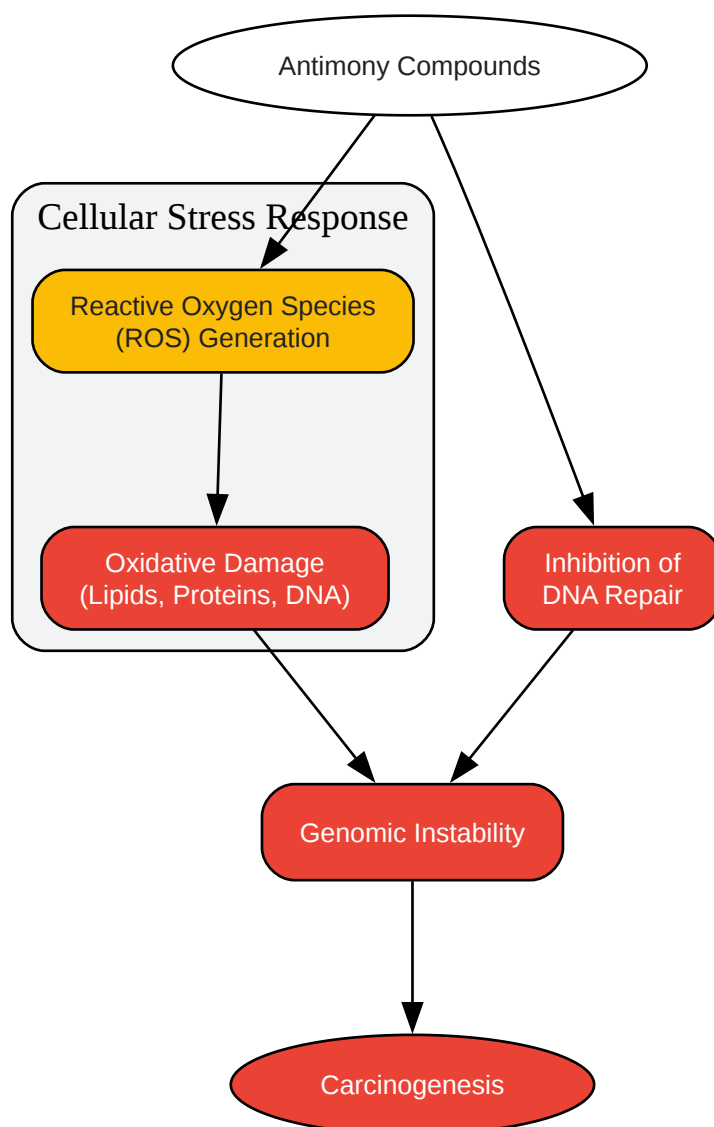 Antimony Compounds
Cellular Stress Response
Reactive Oxygen Species
(ROS) Generation
Oxidative Damage
(Lipids, Proteins, DNA)
Inhibition of
DNA Repair
Genomic Instability
Carcinogenesis